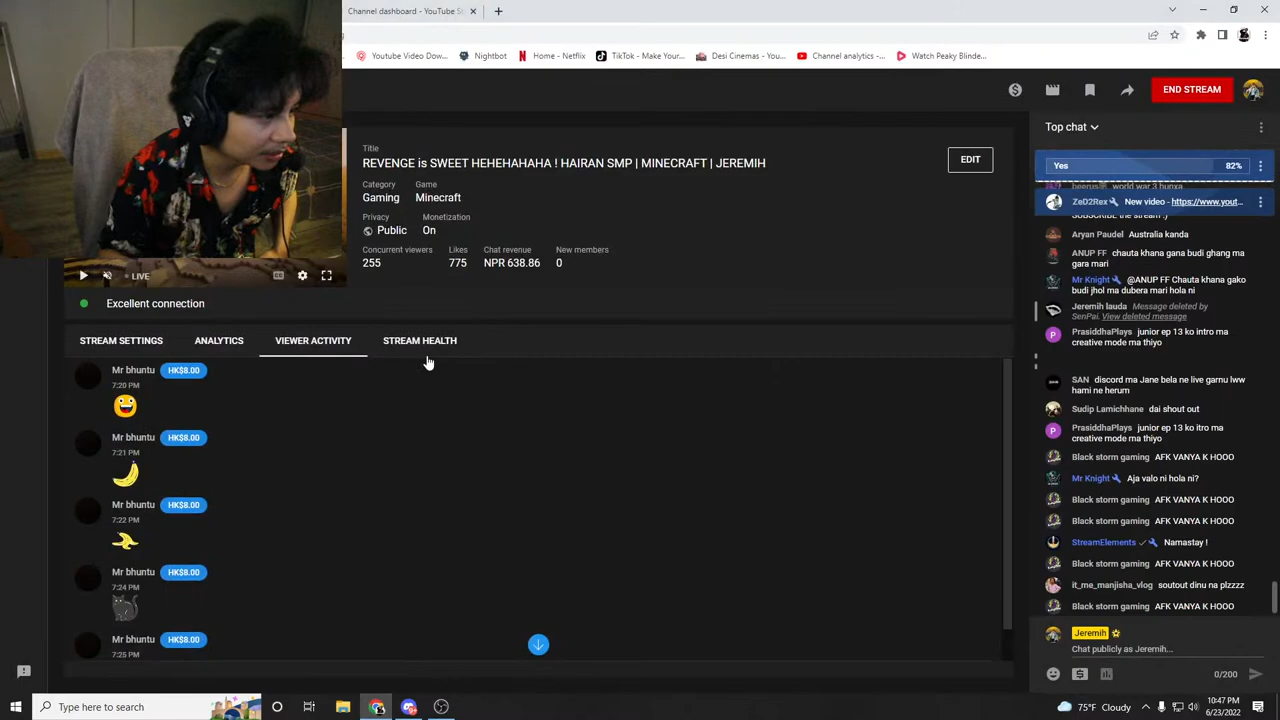 Channel dashboard - YouTube St
Youtube Video Dow...
Nightbot
Home - Netflix
TikTok - Make Your...
Desi Cinemas - You...
Channel analytics -...
Watch Peaky Blinde...
END STREAM
Title
REVENGE is SWEET HEHEHAHAHA ! HAIRAN SMP | MINECRAFT | JEREMIH
EDIT
Category
Game
Gaming
Minecraft
Privacy
Monetization
Public
On
Concurrent viewers
Likes
Chat revenue
New members
255
775
NPR 638.86
0
LIVE
Excellent connection
STREAM SETTINGS
ANALYTICS
VIEWER ACTIVITY
STREAM HEALTH
Mr bhuntu HK$8.00
7:20 PM
Mr bhuntu HK$8.00
7:21 PM
Mr bhuntu HK$8.00
7:22 PM
Mr bhuntu HK$8.00
7:24 PM
Mr bhuntu HK$8.00
7:25 PM
Top chat
Yes 82%
beerus world war 3 hunxa
ZeD2Rex New video - https://www.yout...
SUBSCRIBE the stream :)
Aryan Paudel Australia kanda
ANUP FF chauta khana gana budi ghang ma
gara mari
Mr Knight @ANUP FF Chauta khana gako
budi jhol ma dubera mari hola ni
Jeremih lauda Message deleted by
SenPai. View deleted message
PrasiddhaPlays junior ep 13 ko intro ma
creative mode ma thiyo
SAN discord ma Jane bela ne live garnu lww
hami ne herum
Sudip Lamichhane dai shout out
PrasiddhaPlays junior ep 13 ko itro ma
creative mode ma thiyo
Black storm gaming AFK VANYA K HOOO
Mr Knight Aja valo ni hola ni?
Black storm gaming AFK VANYA K HOOO
Black storm gaming AFK VANYA K HOOO
StreamElements Namastay !
Black storm gaming AFK VANYA K HOOO
it_me_manjisha_vlog soutout dinu na plzzzz
Black storm gaming AFK VANYA K HOOO
Jeremih
Chat publicly as Jeremih...
0/200
Type here to search
75°F Cloudy
10:47 PM
6/23/2022